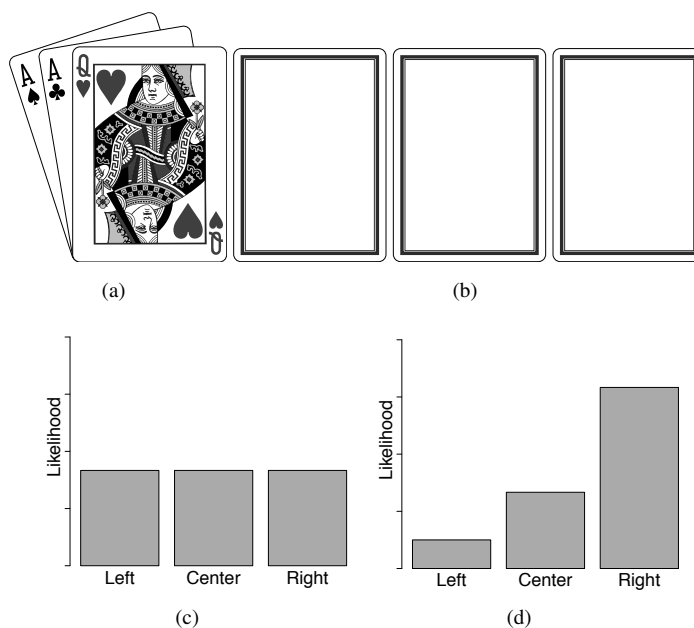 A A Q
Q
(a) (b)
Likelihood Likelihood
Left Center Right Left Center Right
(c) (d)